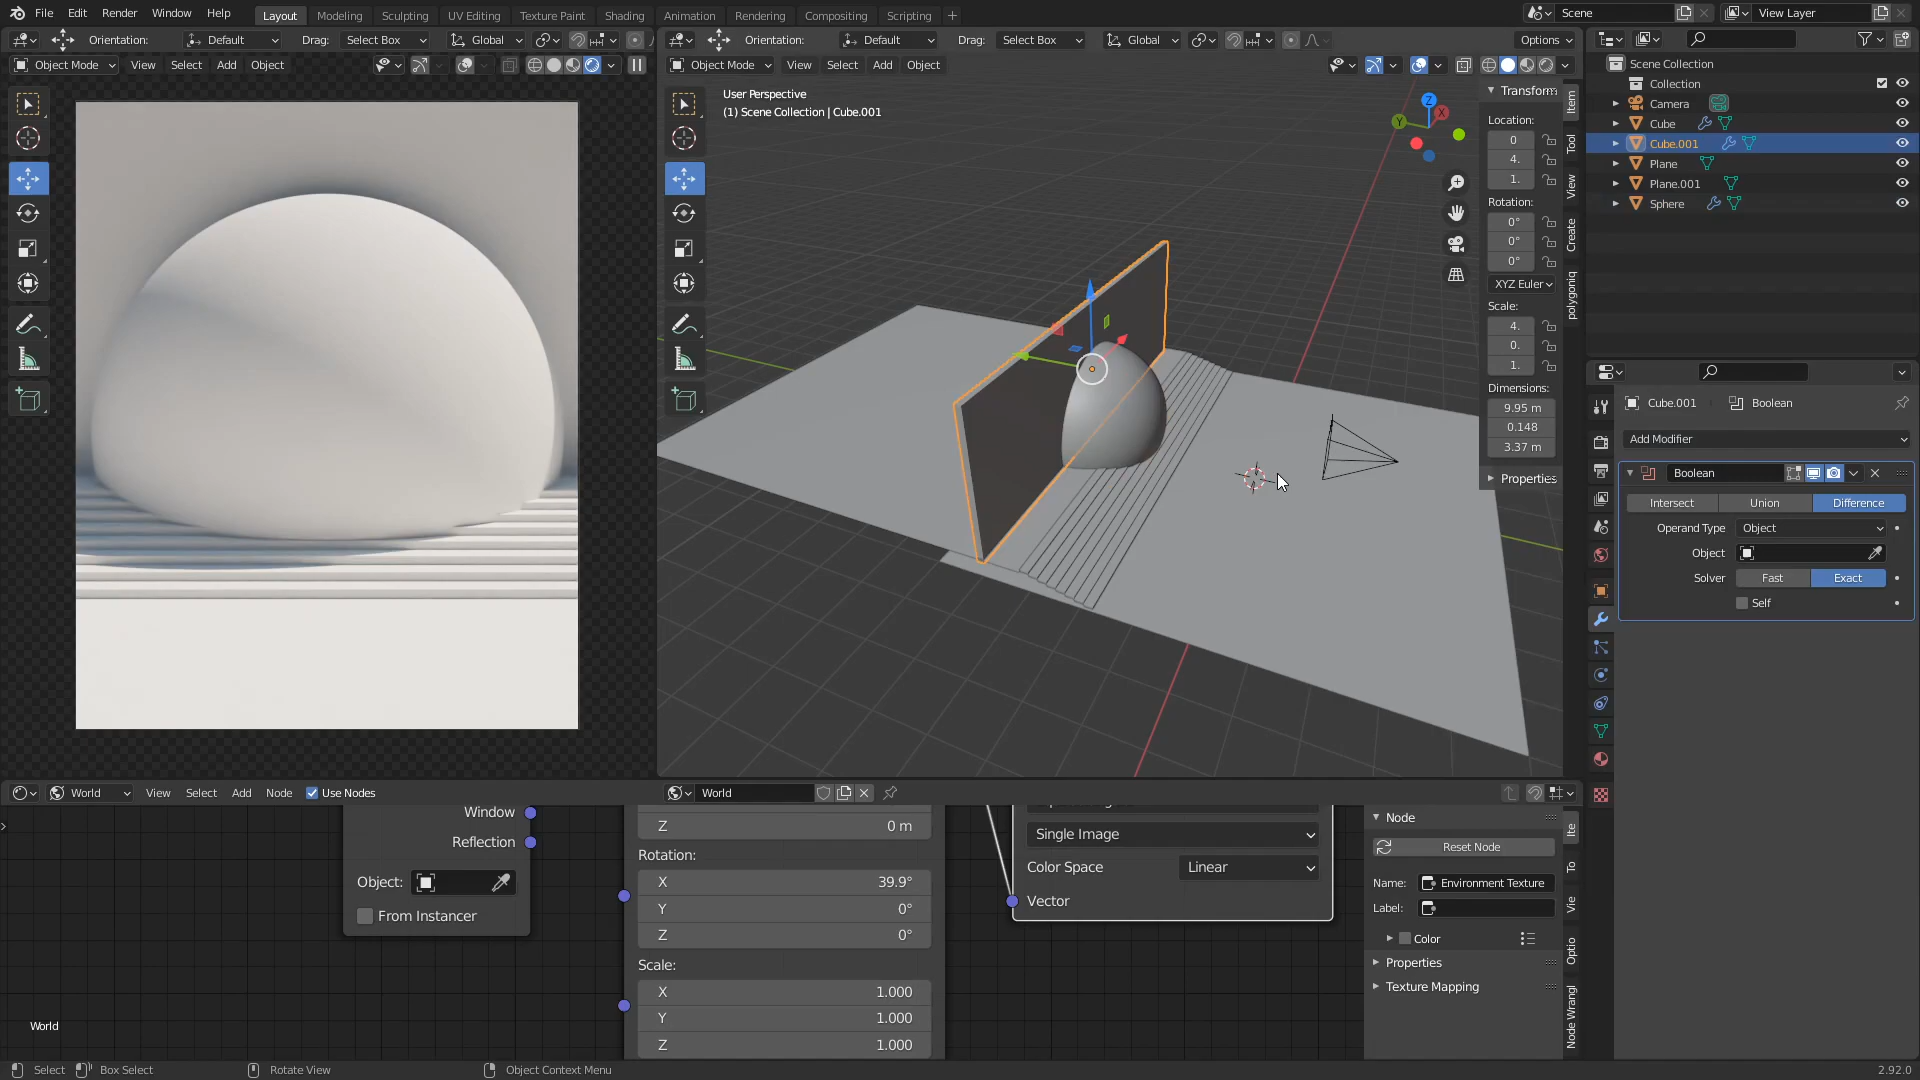 File Edit Render Window Help Layout Modeling Sculpting UV Editing Texture Paint Shading Animation Rendering Compositing Scripting + Scene View Layer
Orientation: Default Drag: Select Box Global
Orientation: Default Drag: Select Box Global Options
Object Mode View Select Add Object
Object Mode View Select Add Object
User Perspective
(1) Scene Collection | Cube.001
Z
Y
X
Transform
Location:
0
4.
1.
Rotation:
0°
0°
0°
XYZ Euler
Scale:
4.
0.
1.
Dimensions:
9.95 m
0.148
3.37 m
Properties
Item
Tool
View
Create
polygoniq
Scene Collection
Collection
Camera
Cube
Cube.001
Plane
Plane.001
Sphere
Cube.001 Boolean
Add Modifier
Boolean
Intersect Union Difference
Operand Type Object
Object
Solver Fast Exact
Self
World View Select Add Node Use Nodes World
Window
Reflection
Object:
From Instancer
Z 0 m
Rotation:
X 39.9°
Y 0°
Z 0°
Scale:
X 1.000
Y 1.000
Z 1.000
Single Image
Color Space Linear
Vector
Node
Reset Node
Name: Environment Texture
Label:
Color
Properties
Texture Mapping
Ite
To
Vie
Optio
Node Wrangl
World
Select Box Select Rotate View Object Context Menu 2.92.0